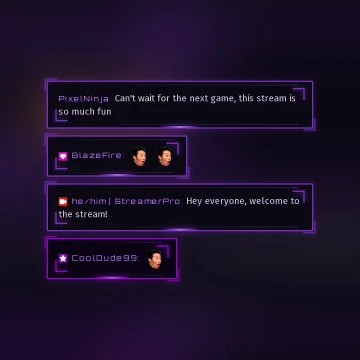 PixelNinja: Can't wait for the next game, this stream is
so much fun
BlazeFire:
he/him | StreamerPro: Hey everyone, welcome to
the stream!
CoolDude99: